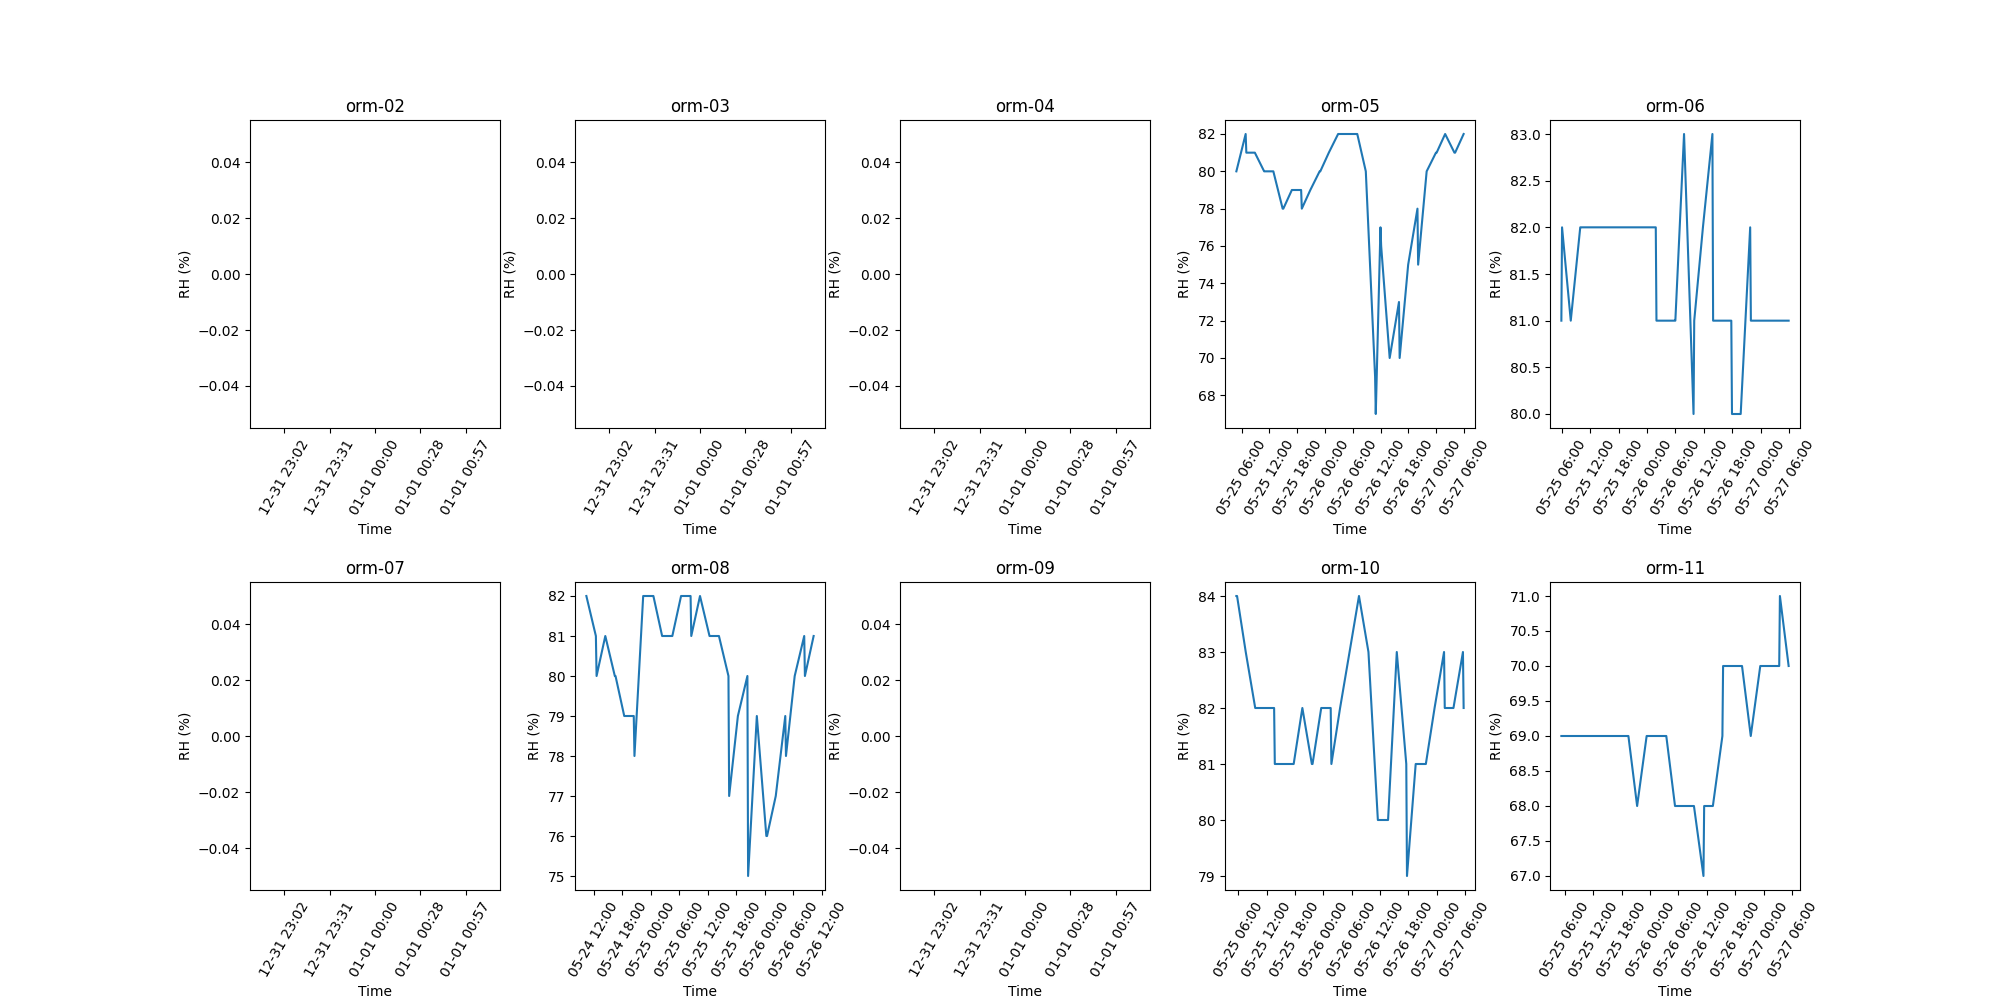 orm-02 orm-03 orm-04 orm-05 orm-06
RH (%)
0.04
0.02
0.00
−0.02
−0.04
12-31 23:02 12-31 23:31 01-01 00:00 01-01 00:28 01-01 00:57
Time
RH (%)
0.04
0.02
0.00
−0.02
−0.04
12-31 23:02 12-31 23:31 01-01 00:00 01-01 00:28 01-01 00:57
Time
RH (%)
0.04
0.02
0.00
−0.02
−0.04
12-31 23:02 12-31 23:31 01-01 00:00 01-01 00:28 01-01 00:57
Time
RH (%)
82
80
78
76
74
72
70
68
05-25 06:00 05-25 12:00 05-25 18:00 05-26 00:00 05-26 06:00 05-26 12:00 05-26 18:00 05-27 00:00 05-27 06:00
Time
RH (%)
83.0
82.5
82.0
81.5
81.0
80.5
80.0
05-25 06:00 05-25 12:00 05-25 18:00 05-26 00:00 05-26 06:00 05-26 12:00 05-26 18:00 05-27 00:00 05-27 06:00
Time
orm-07 orm-08 orm-09 orm-10 orm-11
RH (%)
0.04
0.02
0.00
−0.02
−0.04
12-31 23:02 12-31 23:31 01-01 00:00 01-01 00:28 01-01 00:57
Time
RH (%)
82
81
80
79
78
77
76
75
05-24 12:00 05-24 18:00 05-25 00:00 05-25 06:00 05-25 12:00 05-25 18:00 05-26 00:00 05-26 06:00 05-26 12:00
Time
RH (%)
0.04
0.02
0.00
−0.02
−0.04
12-31 23:02 12-31 23:31 01-01 00:00 01-01 00:28 01-01 00:57
Time
RH (%)
84
83
82
81
80
79
05-25 06:00 05-25 12:00 05-25 18:00 05-26 00:00 05-26 06:00 05-26 12:00 05-26 18:00 05-27 00:00 05-27 06:00
Time
RH (%)
71.0
70.5
70.0
69.5
69.0
68.5
68.0
67.5
67.0
05-25 06:00 05-25 12:00 05-25 18:00 05-26 00:00 05-26 06:00 05-26 12:00 05-26 18:00 05-27 00:00 05-27 06:00
Time